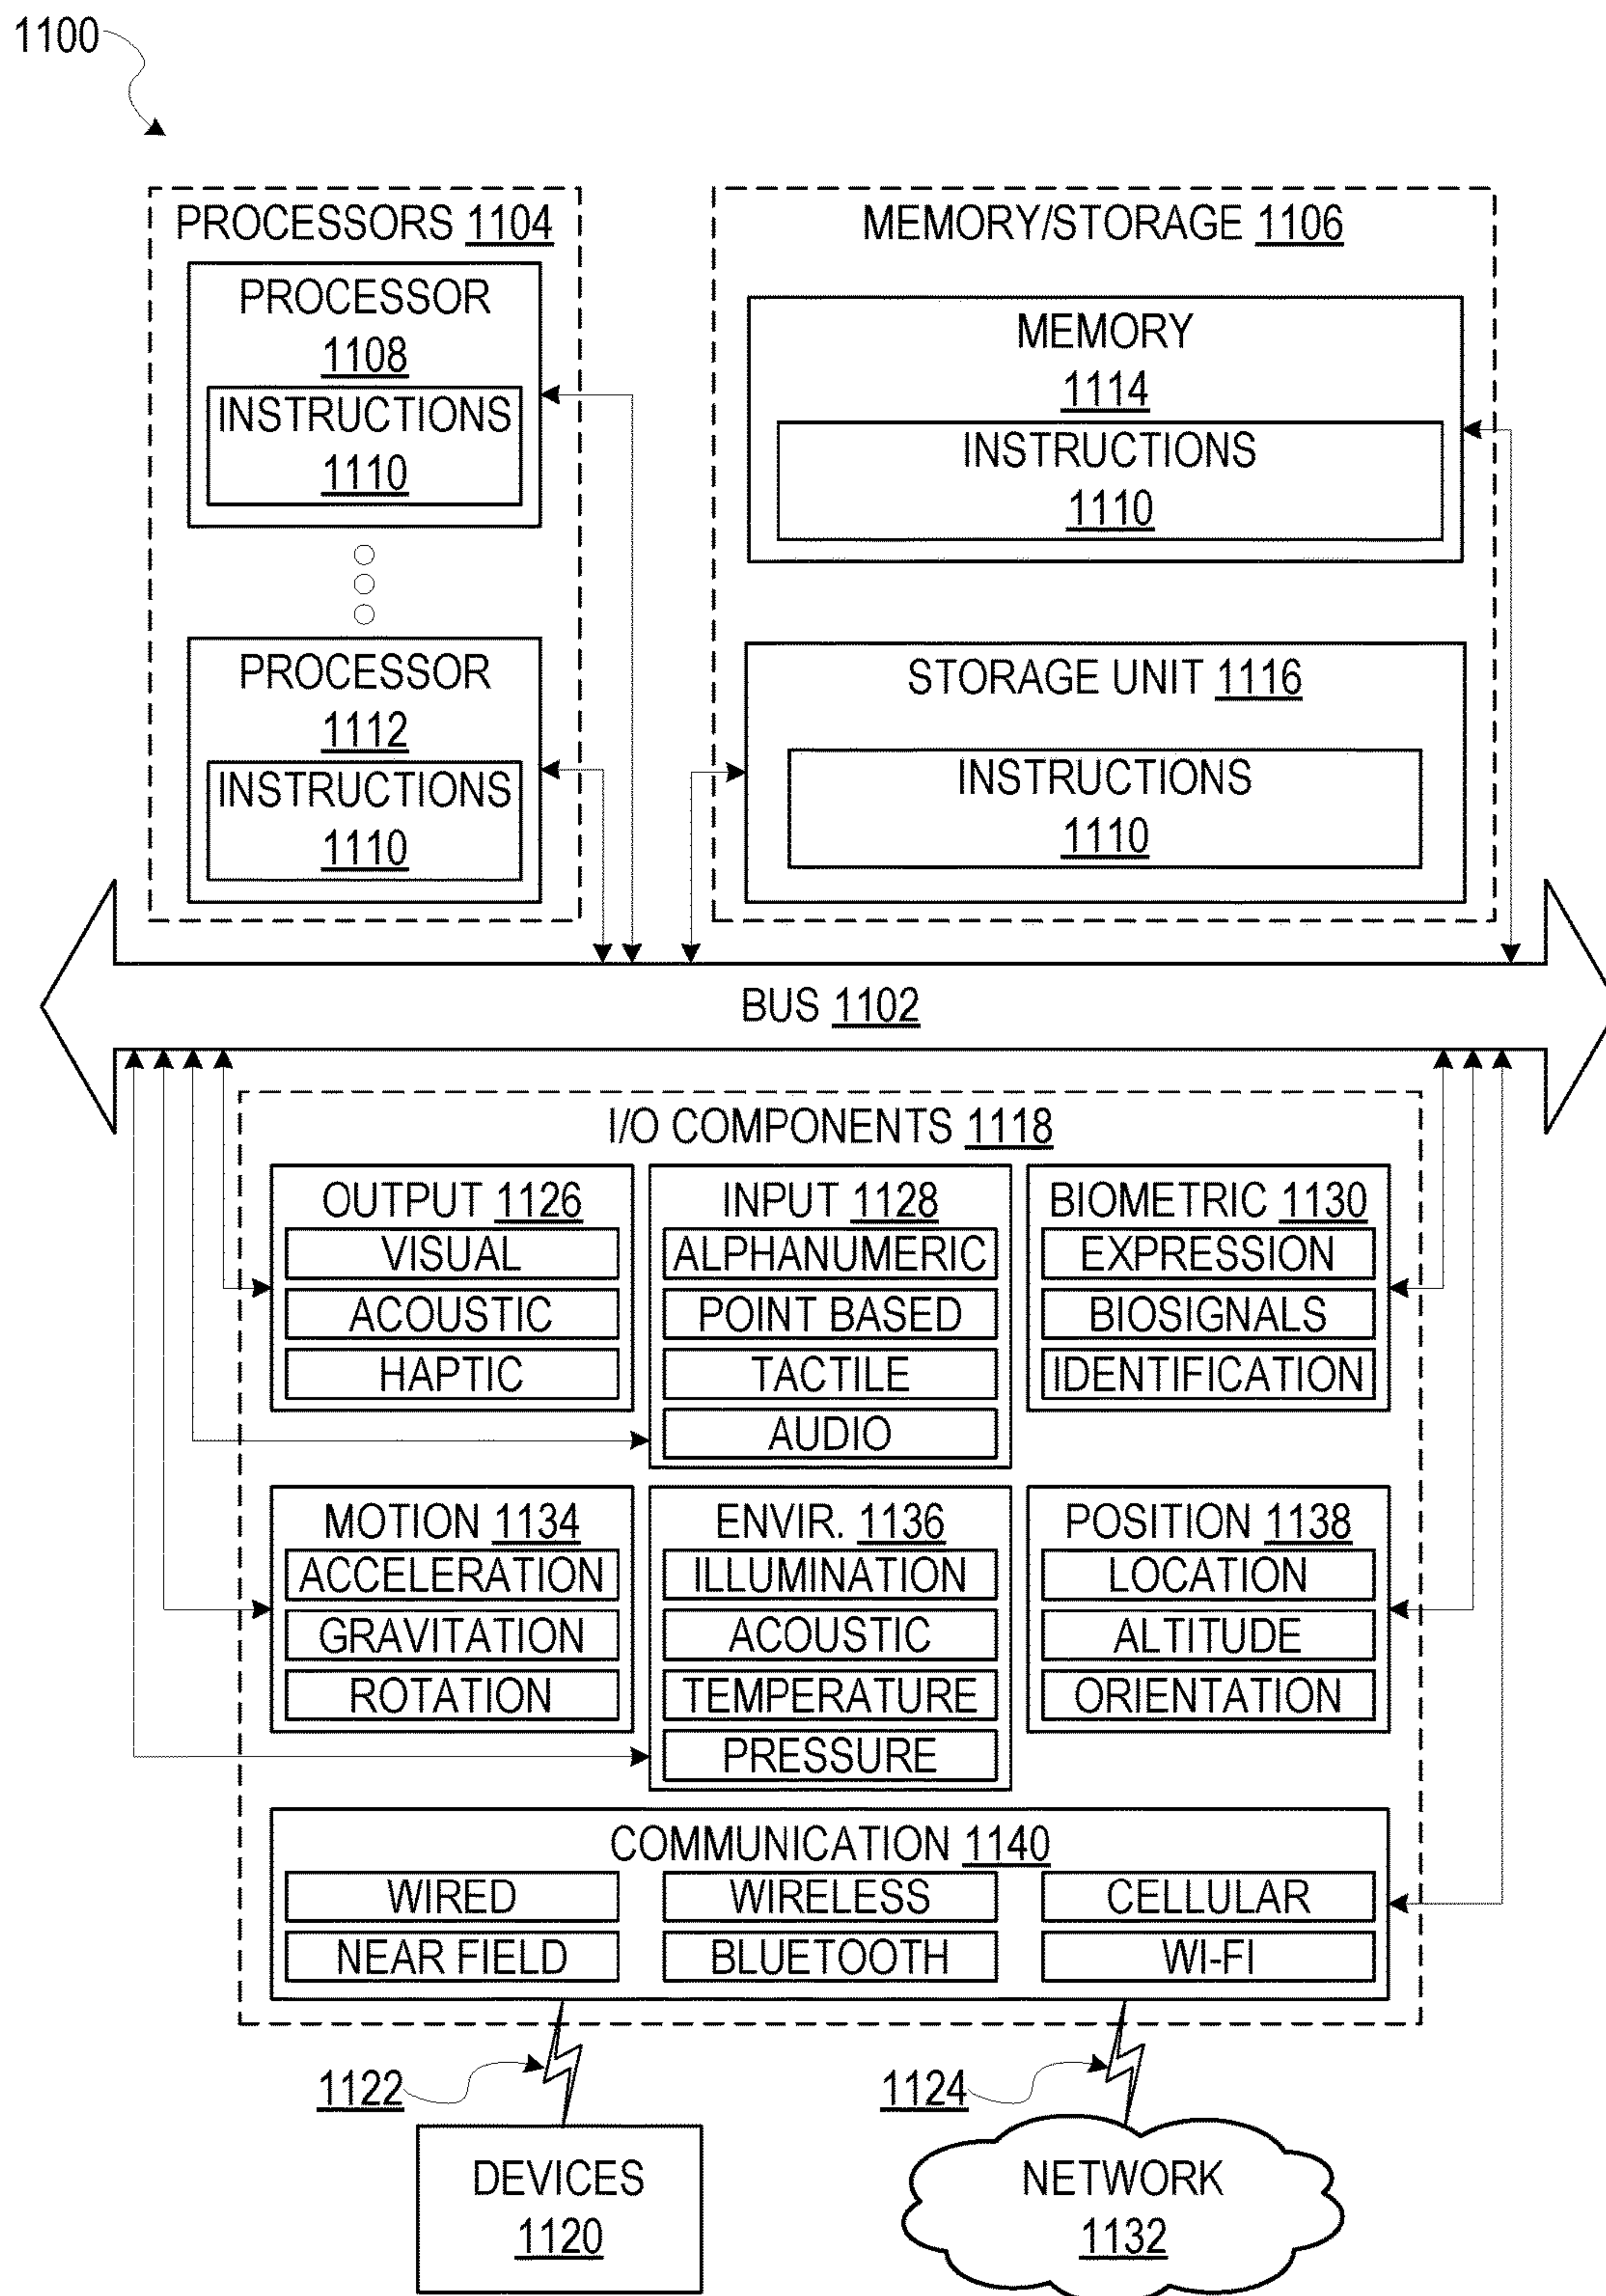 1100
PROCESSORS 1104
PROCESSOR
1108
INSTRUCTIONS
1110
PROCESSOR
1112
INSTRUCTIONS
1110
MEMORY/STORAGE 1106
MEMORY
1114
INSTRUCTIONS
1110
STORAGE UNIT 1116
INSTRUCTIONS
1110
BUS 1102
I/O COMPONENTS 1118
OUTPUT 1126
VISUAL
ACOUSTIC
HAPTIC
INPUT 1128
ALPHANUMERIC
POINT BASED
TACTILE
AUDIO
BIOMETRIC 1130
EXPRESSION
BIOSIGNALS
IDENTIFICATION
MOTION 1134
ACCELERATION
GRAVITATION
ROTATION
ENVIR. 1136
ILLUMINATION
ACOUSTIC
TEMPERATURE
PRESSURE
POSITION 1138
LOCATION
ALTITUDE
ORIENTATION
COMMUNICATION 1140
WIRED
WIRELESS
CELLULAR
NEAR FIELD
BLUETOOTH
WI-FI
1122
1124
DEVICES
1120
NETWORK
1132